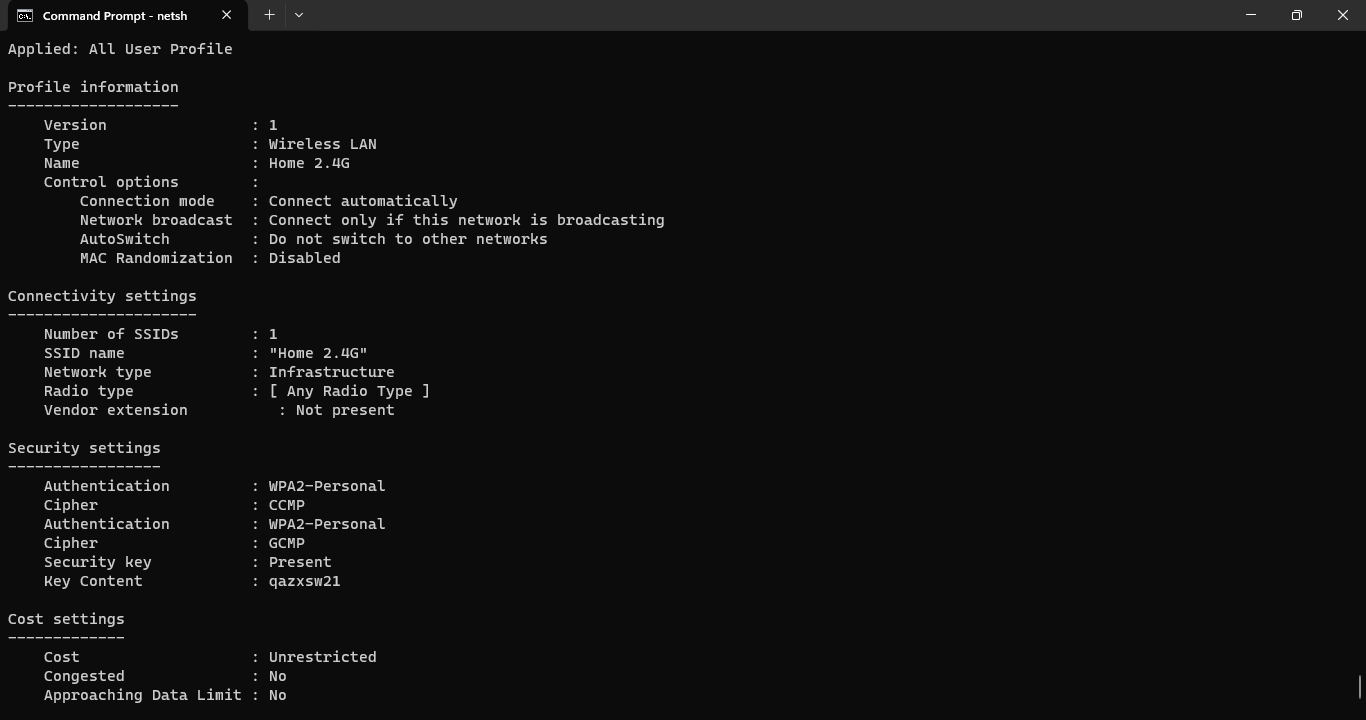 Command Prompt - netsh
Applied: All User Profile
Profile information
-------------------
Version : 1
Type : Wireless LAN
Name : Home 2.4G
Control options :
Connection mode : Connect automatically
Network broadcast : Connect only if this network is broadcasting
AutoSwitch : Do not switch to other networks
MAC Randomization : Disabled
Connectivity settings
---------------------
Number of SSIDs : 1
SSID name : "Home 2.4G"
Network type : Infrastructure
Radio type : [ Any Radio Type ]
Vendor extension : Not present
Security settings
-----------------
Authentication : WPA2-Personal
Cipher : CCMP
Authentication : WPA2-Personal
Cipher : GCMP
Security key : Present
Key Content : qazxsw21
Cost settings
-------------
Cost : Unrestricted
Congested : No
Approaching Data Limit : No